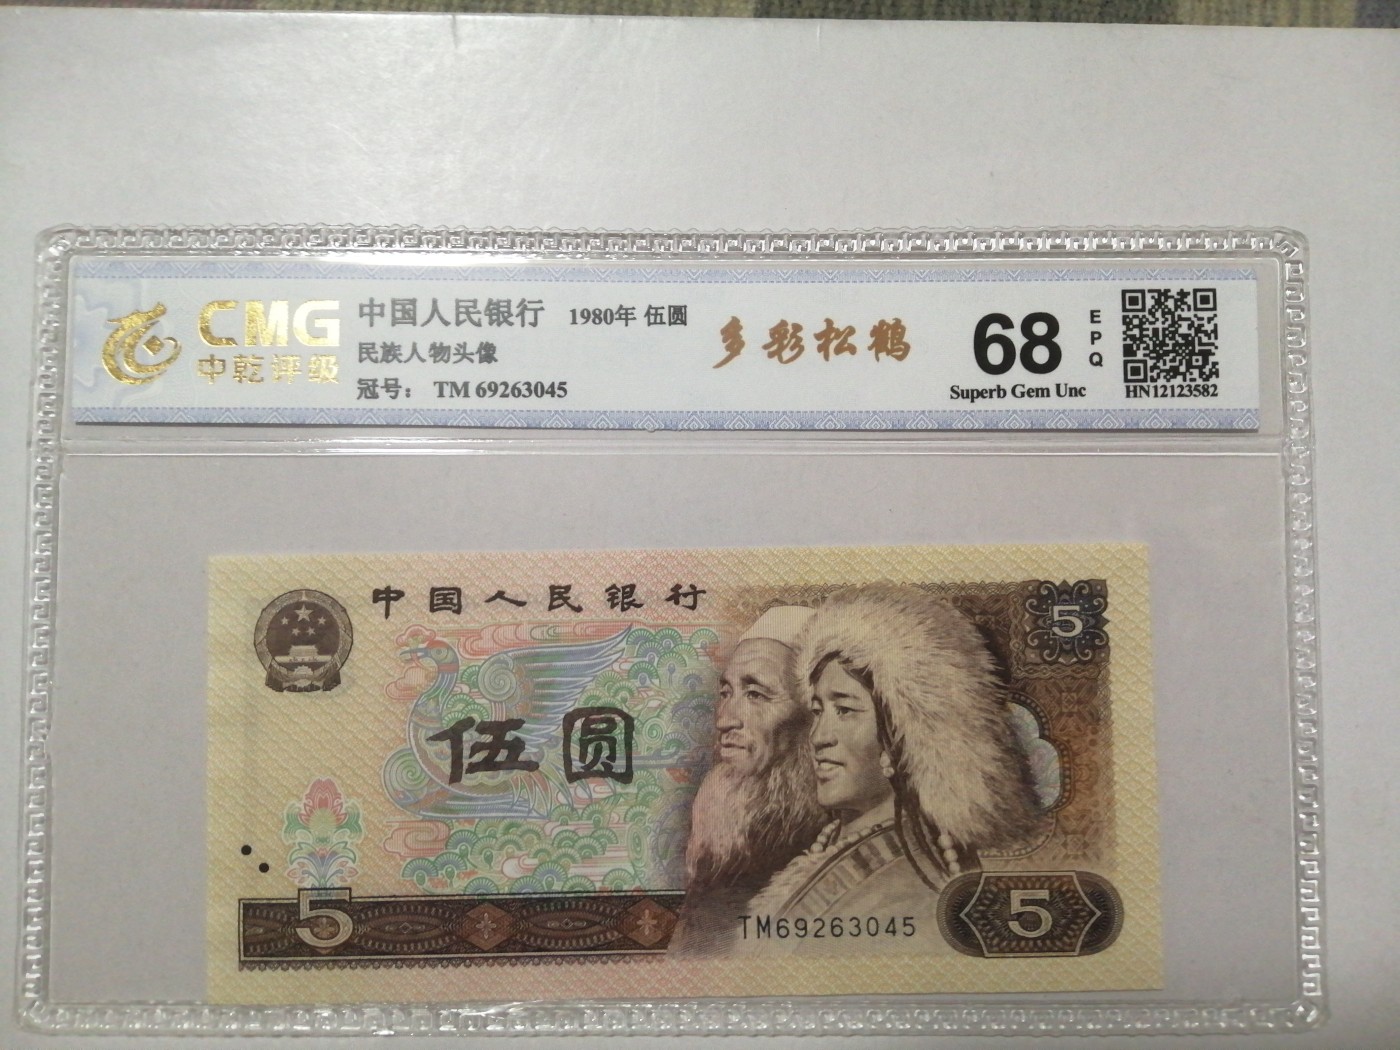 CMG
中乾评级
中国人民银行 1980年 伍圆
民族人物头像
冠号： TM 69263045
多彩松鹤
68
EPQ
Superb Gem Unc
HN12123582
中国人民银行
5
伍圆
5
TM69263045
5